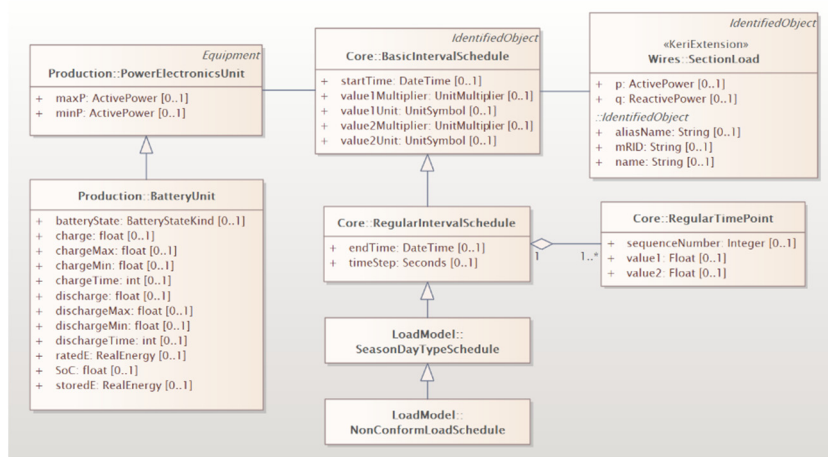 Equipment
Production::PowerElectronicsUnit
+ maxP: ActivePower [0..1]
+ minP: ActivePower [0..1]
IdentifiedObject
Core::BasicIntervalSchedule
+ startTime: DateTime [0..1]
+ value1Multiplier: UnitMultiplier [0..1]
+ value1Unit: UnitSymbol [0..1]
+ value2Multiplier: UnitMultiplier [0..1]
+ value2Unit: UnitSymbol [0..1]
IdentifiedObject
«KeriExtension»
Wires::SectionLoad
+ p: ActivePower [0..1]
+ q: ReactivePower [0..1]
::IdentifiedObject
+ aliasName: String [0..1]
+ mRID: String [0..1]
+ name: String [0..1]
Production::BatteryUnit
+ batteryState: BatteryStateKind [0..1]
+ charge: float [0..1]
+ chargeMax: float [0..1]
+ chargeMin: float [0..1]
+ chargeTime: int [0..1]
+ discharge: float [0..1]
+ dischargeMax: float [0..1]
+ dischargeMin: float [0..1]
+ dischargeTime: int [0..1]
+ ratedE: RealEnergy [0..1]
+ SoC: float [0..1]
+ storedE: RealEnergy [0..1]
Core::RegularIntervalSchedule
+ endTime: DateTime [0..1]
+ timeStep: Seconds [0..1]
1
1..*
Core::RegularTimePoint
+ sequenceNumber: Integer [0..1]
+ value1: Float [0..1]
+ value2: Float [0..1]
LoadModel::
SeasonDayTypeSchedule
LoadModel::
NonConformLoadSchedule